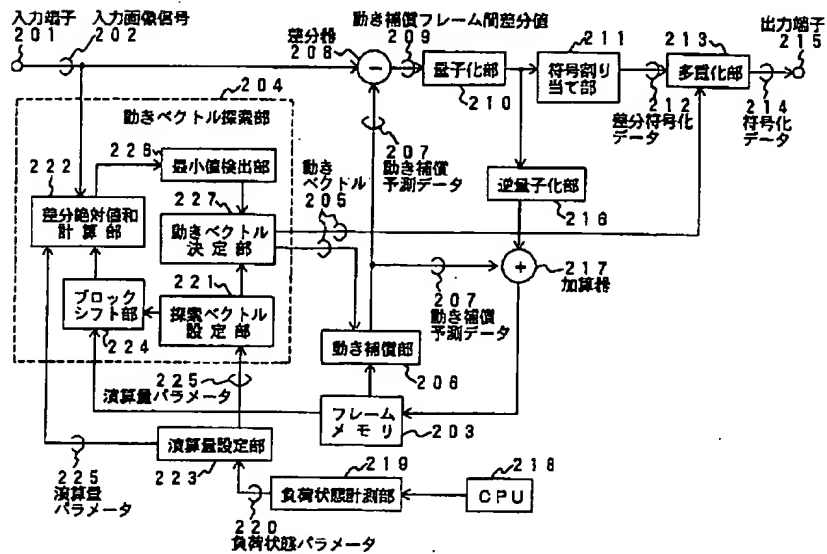 入力端子
201
入力画像信号
202
差分器
208
動き補償フレーム間差分値
209
量子化部
210
211
符号割り
当て部
212
差分符号化
データ
213
多重化部
214
符号化
データ
出力端子
215
204
動きベクトル探索部
222
差分絶対値和
計算部
228
最小値検出部
227
動きベクトル
決定部
動き
ベクトル
205
207
動き補償
予測データ
逆量子化部
216
217
加算器
221
探索ベクトル
設定部
ブロック
シフト部
224
207
動き補償
予測データ
動き補償部
206
225
演算量パラメータ
フレーム
メモリ
203
演算量設定部
223
225
演算量
パラメータ
219
負荷状態計測部
218
CPU
220
負荷状態パラメータ